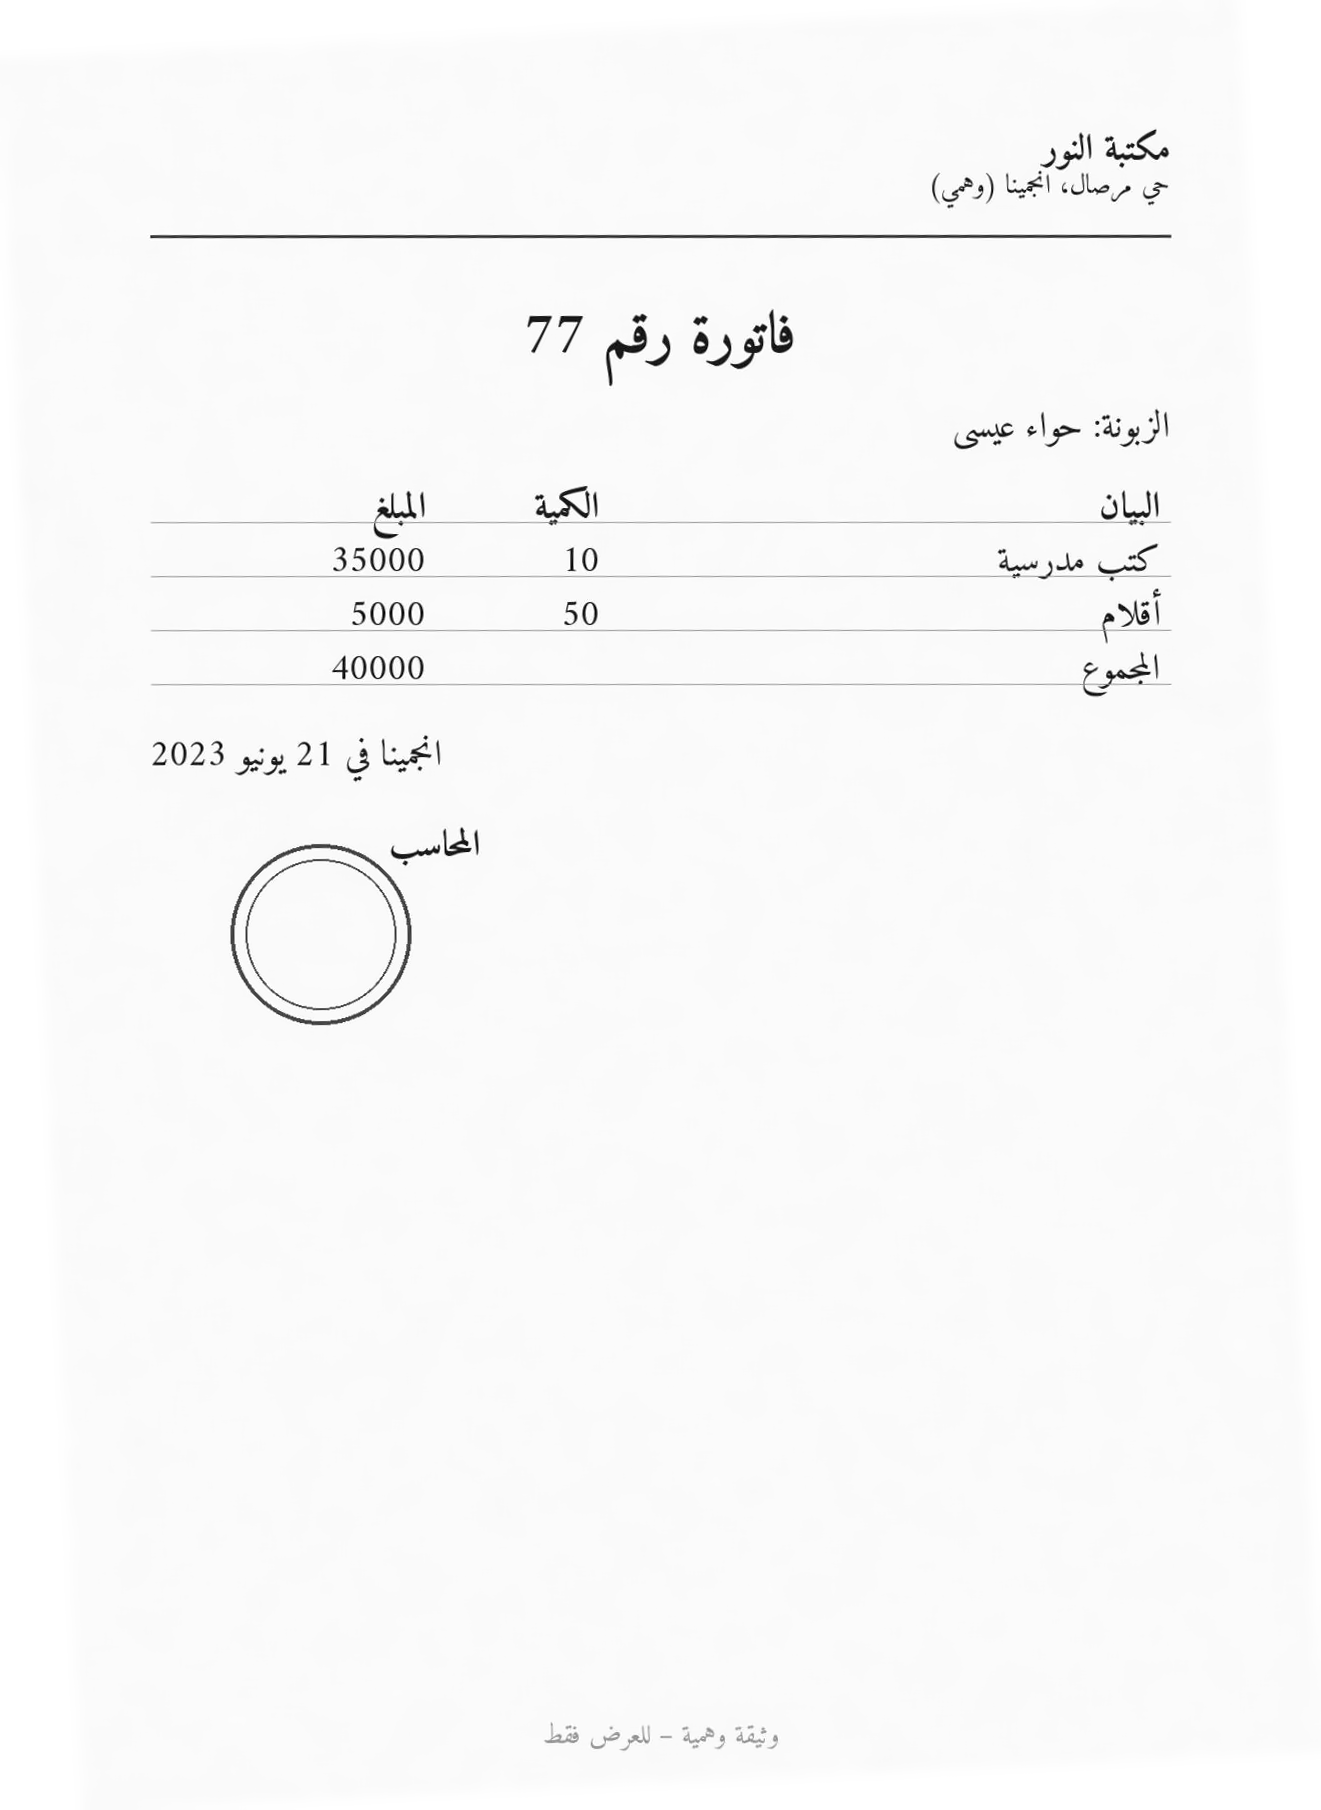 مكتبة النور
حي مرصال، انجمينا (وهمي)
فاتورة رقم 77
الزبونة: حواء عيسى
البيان الكمية المبلغ
كتب مدرسية 10 35000
أقلام 50 5000
المجموع 40000
انجمينا في 21 يونيو 2023
المحاسب
وثيقة وهمية – للعرض فقط